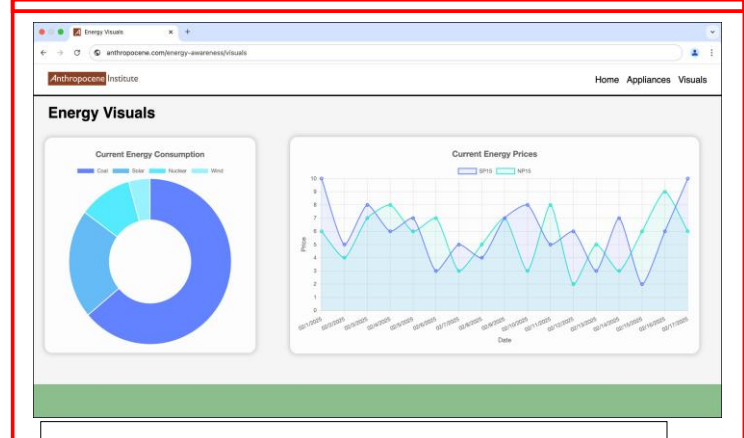 Energy Visuals
anthropocene.com/energy-awareness/visuals
Anthropocene Institute
Home Appliances Visuals
Energy Visuals
Current Energy Consumption
Coal Solar Nuclear Wind
Current Energy Prices
SP15 NP15
10
9
8
7
6
5
4
3
2
1
0
Price
02/1/2025 02/2/2025 02/3/2025 02/4/2025 02/5/2025 02/6/2025 02/7/2025 02/8/2025 02/9/2025 02/10/2025 02/11/2025 02/12/2025 02/13/2025 02/14/2025 02/15/2025 02/16/2025 02/17/2025
Date